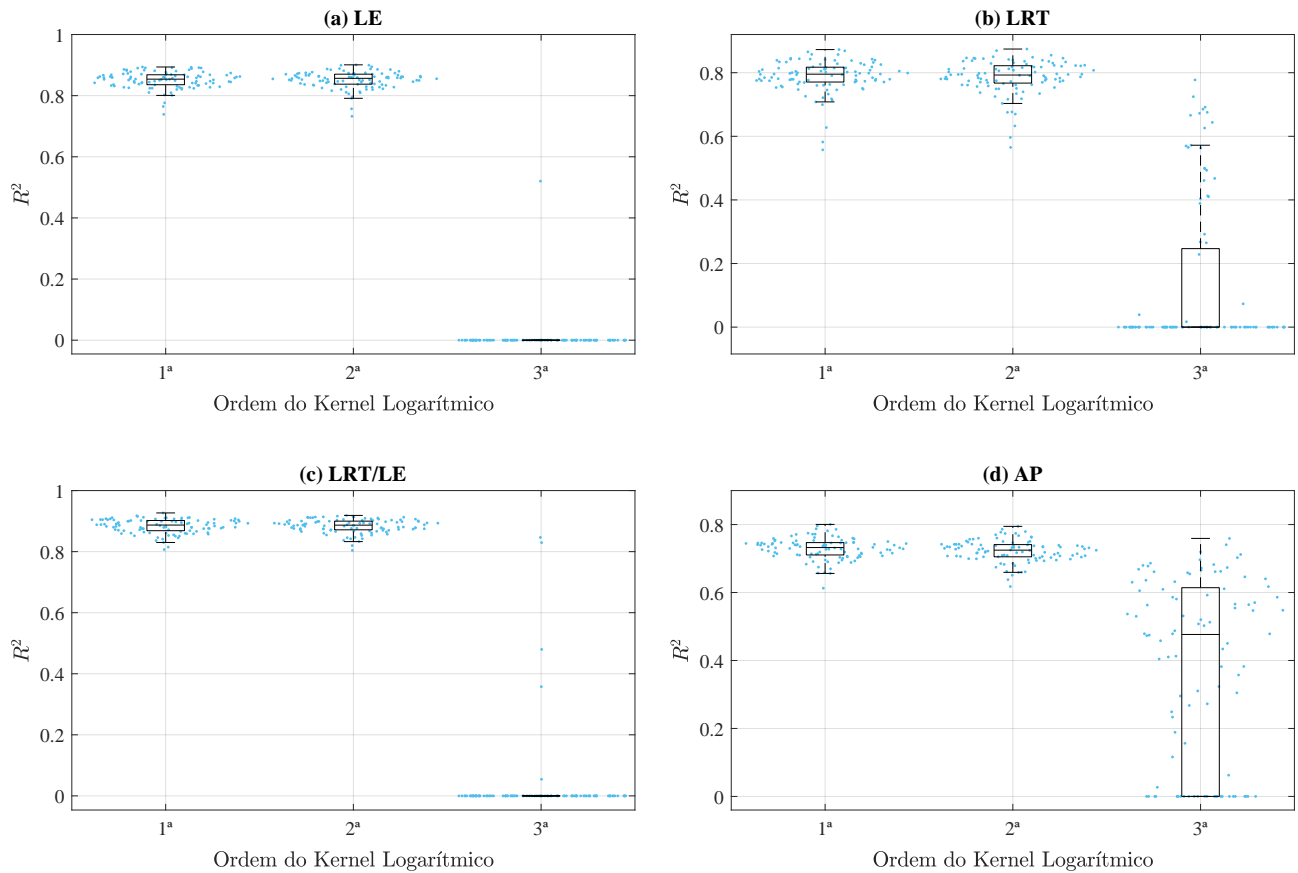 (a) LE
1
0.8
0.6
0.4
0.2
0
R²
1ª 2ª 3ª
Ordem do Kernel Logarítmico
(b) LRT
0.8
0.6
0.4
0.2
0
R²
1ª 2ª 3ª
Ordem do Kernel Logarítmico
(c) LRT/LE
1
0.8
0.6
0.4
0.2
0
R²
1ª 2ª 3ª
Ordem do Kernel Logarítmico
(d) AP
0.8
0.6
0.4
0.2
0
R²
1ª 2ª 3ª
Ordem do Kernel Logarítmico